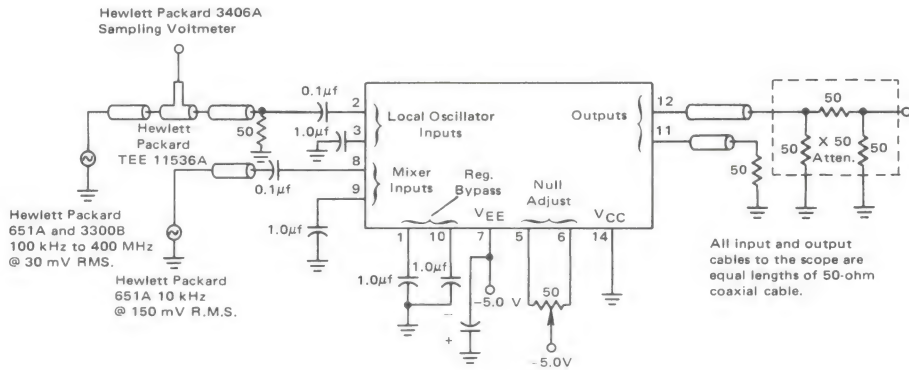 Hewlett Packard 3406A
Sampling Voltmeter
0.1μf
2
12
50
Local Oscillator
Inputs
Outputs
Hewlett
Packard
TEE 11536A
50
1.0μf
3
11
50
X 50
Atten.
50
50
8
Mixer
Inputs
Reg.
Bypass
Null
Adjust
0.1μf
9
VEE
VCC
Hewlett Packard
651A and 3300B
100 kHz to 400 MHz
@ 30 mV RMS.
1.0μf
1
10
7
5
6
14
All input and output
cables to the scope are
equal lengths of 50-ohm
coaxial cable.
Hewlett Packard
651A 10 kHz
@ 150 mV R.M.S.
1.0μf
1.0μf
-5.0 V
50
-
+
-5.0V